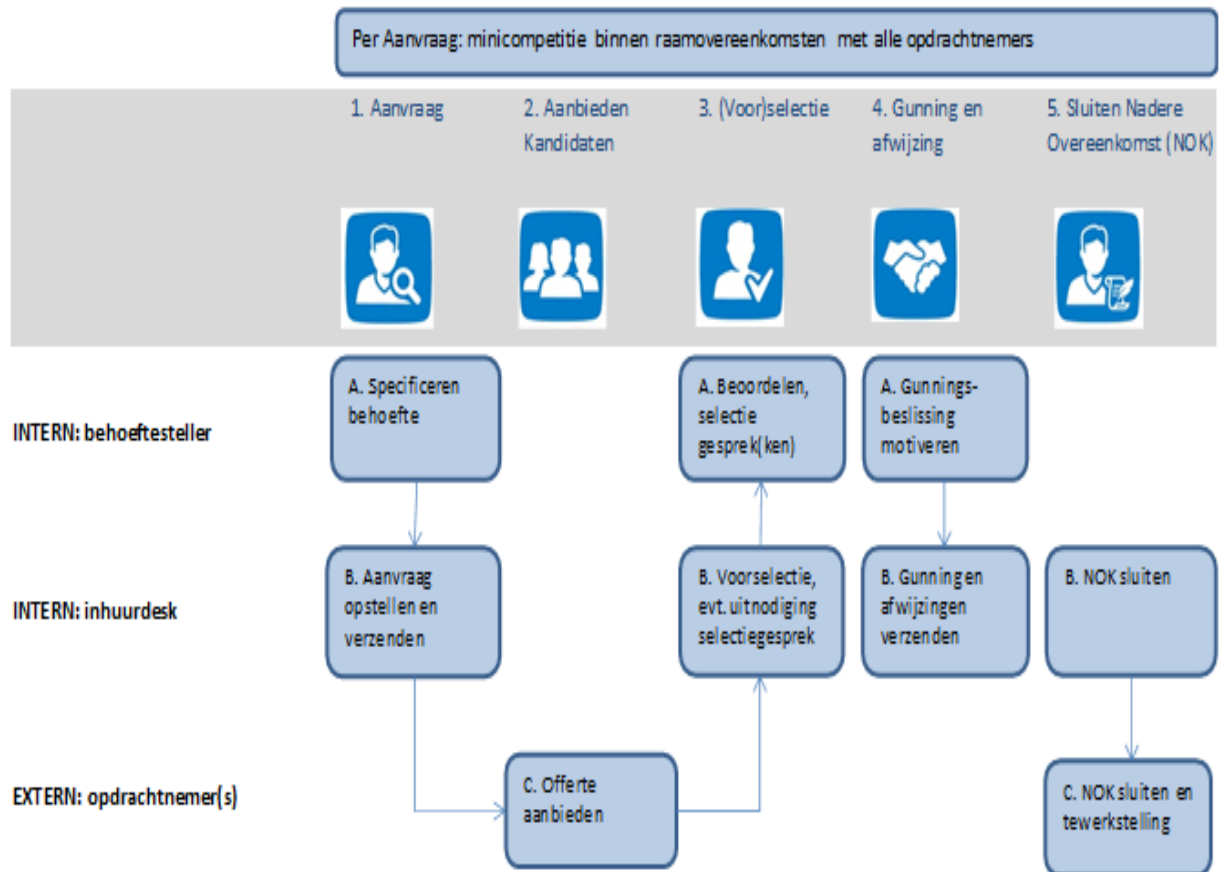 Per Aanvraag: minicompetitie binnen raamovereenkomsten met alle opdrachtnemers
1. Aanvraag
2. Aanbieden
Kandidaten
3. (Voor)selectie
4. Gunning en
afwijzing
5. Sluiten Nadere
Overeenkomst (NOK)
INTERN: behoeftesteller
A. Specificeren
behoefte
A. Beoordelen,
selectie
gesprek(ken)
A. Gunnings-
beslissing
motiveren
INTERN: inhuurdesk
B. Aanvraag
opstellen en
verzenden
B. Voorselectie,
evt. uitnodiging
selectiegesprek
B. Gunning en
afwijzingen
verzenden
B. NOK sluiten
EXTERN: opdrachtnemer(s)
C. Offerte
aanbieden
C. NOK sluiten en
tewerkstelling